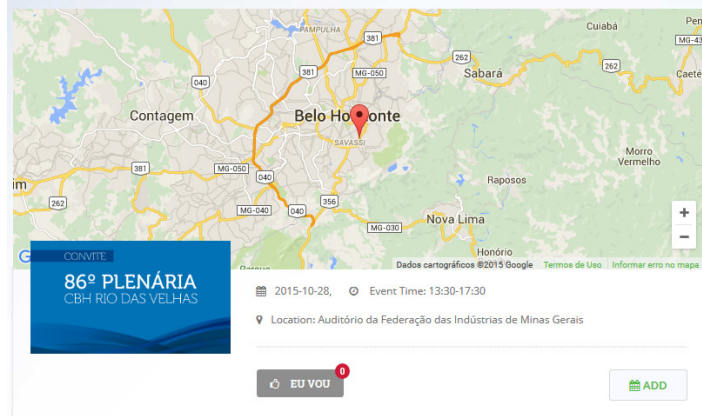 PAMPULHA
381
Cuiabá
MG-43
262
381
MG-050
Sabará
262
040
Caeté
Contagem
Belo Ho onte
SAVASSI
Morro
Vermelho
381
MG-050
040
Raposos
262
356
MG-040
040
Nova Lima
MG-030
+
−
Honório
Dados cartográficos ©2015 Google
Termos de Uso
Informar erro no mapa
CONVITE
86º PLENÁRIA
CBH RIO DAS VELHAS
2015-10-28, Event Time: 13:30-17:30
Location: Auditório da Federação das Indústrias de Minas Gerais
0
EU VOU
ADD